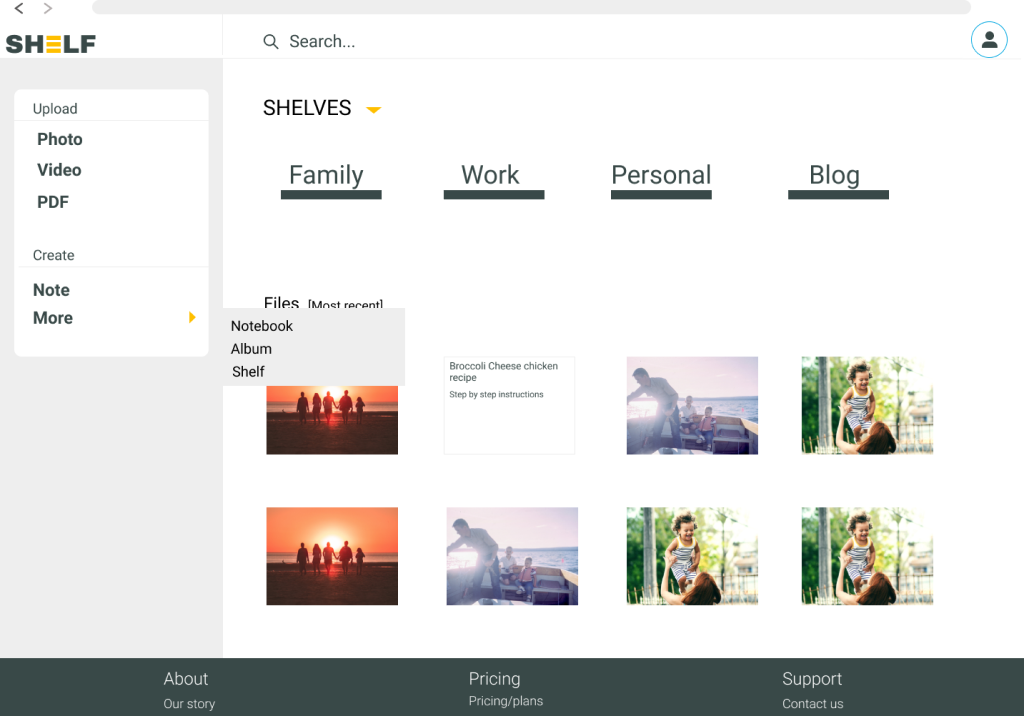 SHELF
Search...
Upload
Photo
Video
PDF
Create
Note
More
Notebook
Album
Shelf
SHELVES
Family
Work
Personal
Blog
Files [Most recent]
Broccoli Cheese chicken
recipe
Step by step instructions
About
Our story
Pricing
Pricing/plans
Support
Contact us